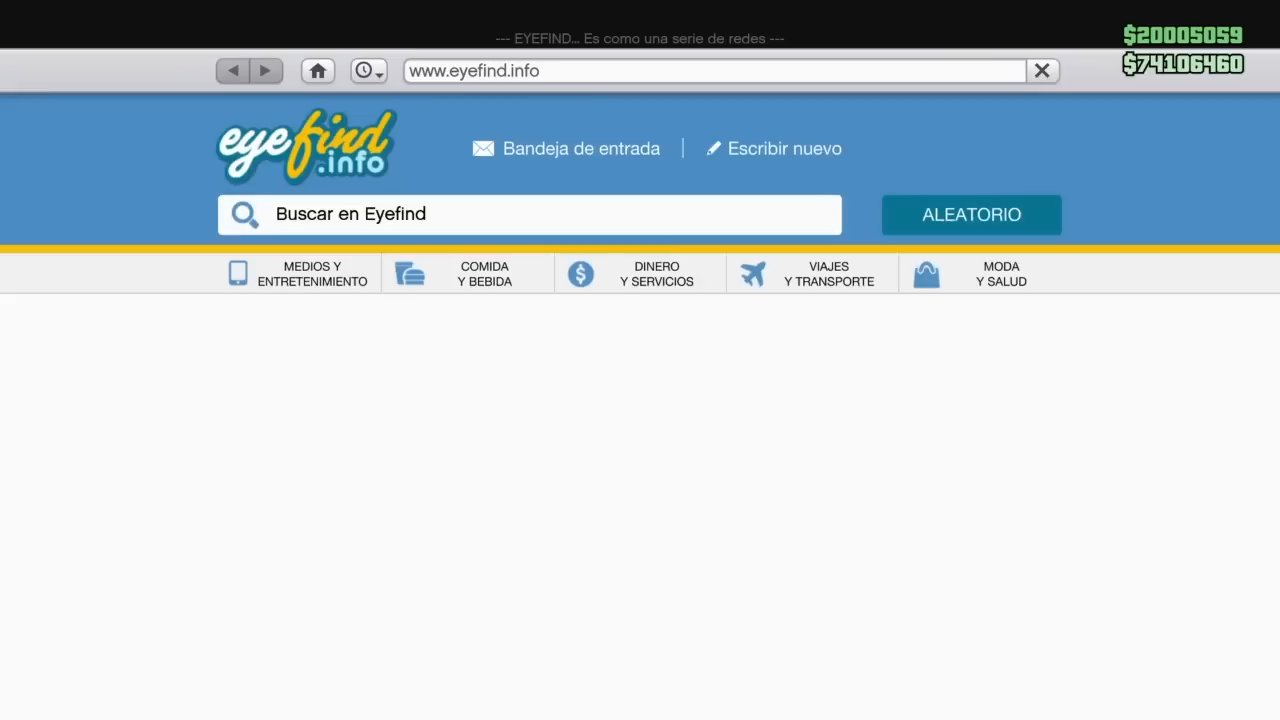 --- EYEFIND... Es como una serie de redes ---
$20005059
www.eyefind.info
$74106460
eyefind
.info
Bandeja de entrada
Escribir nuevo
Buscar en Eyefind
ALEATORIO
MEDIOS Y
ENTRETENIMIENTO
COMIDA
Y BEBIDA
DINERO
Y SERVICIOS
VIAJES
Y TRANSPORTE
MODA
Y SALUD